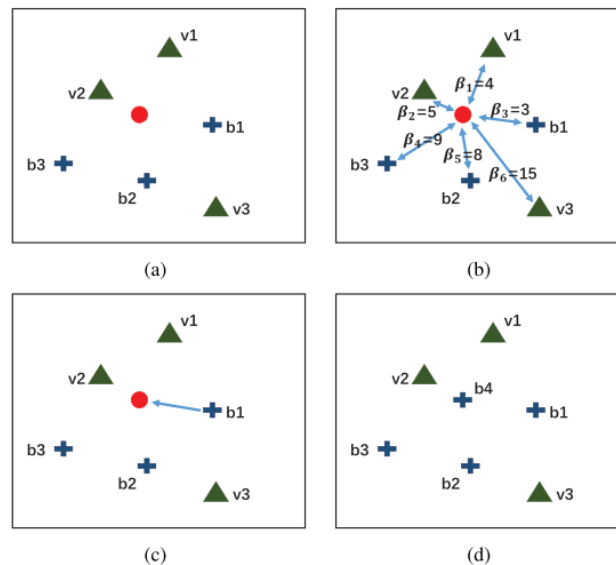 v1
v2
b1
b3
b2
v3
(a)
v1
β₁=4
v2
β₂=5
β₃=3
b1
β₄=9
b3
β₅=8
β₆=15
b2
v3
(b)
v1
v2
b1
b3
b2
v3
(c)
v1
v2
b4
b1
b3
b2
v3
(d)